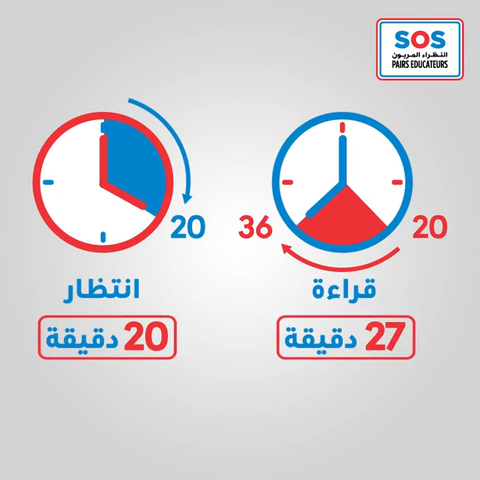 SOS
النظراء المربون
PAIRS EDUCATEURS
20
36
20
قراءة
انتظار
27 دقيقة
20 دقيقة